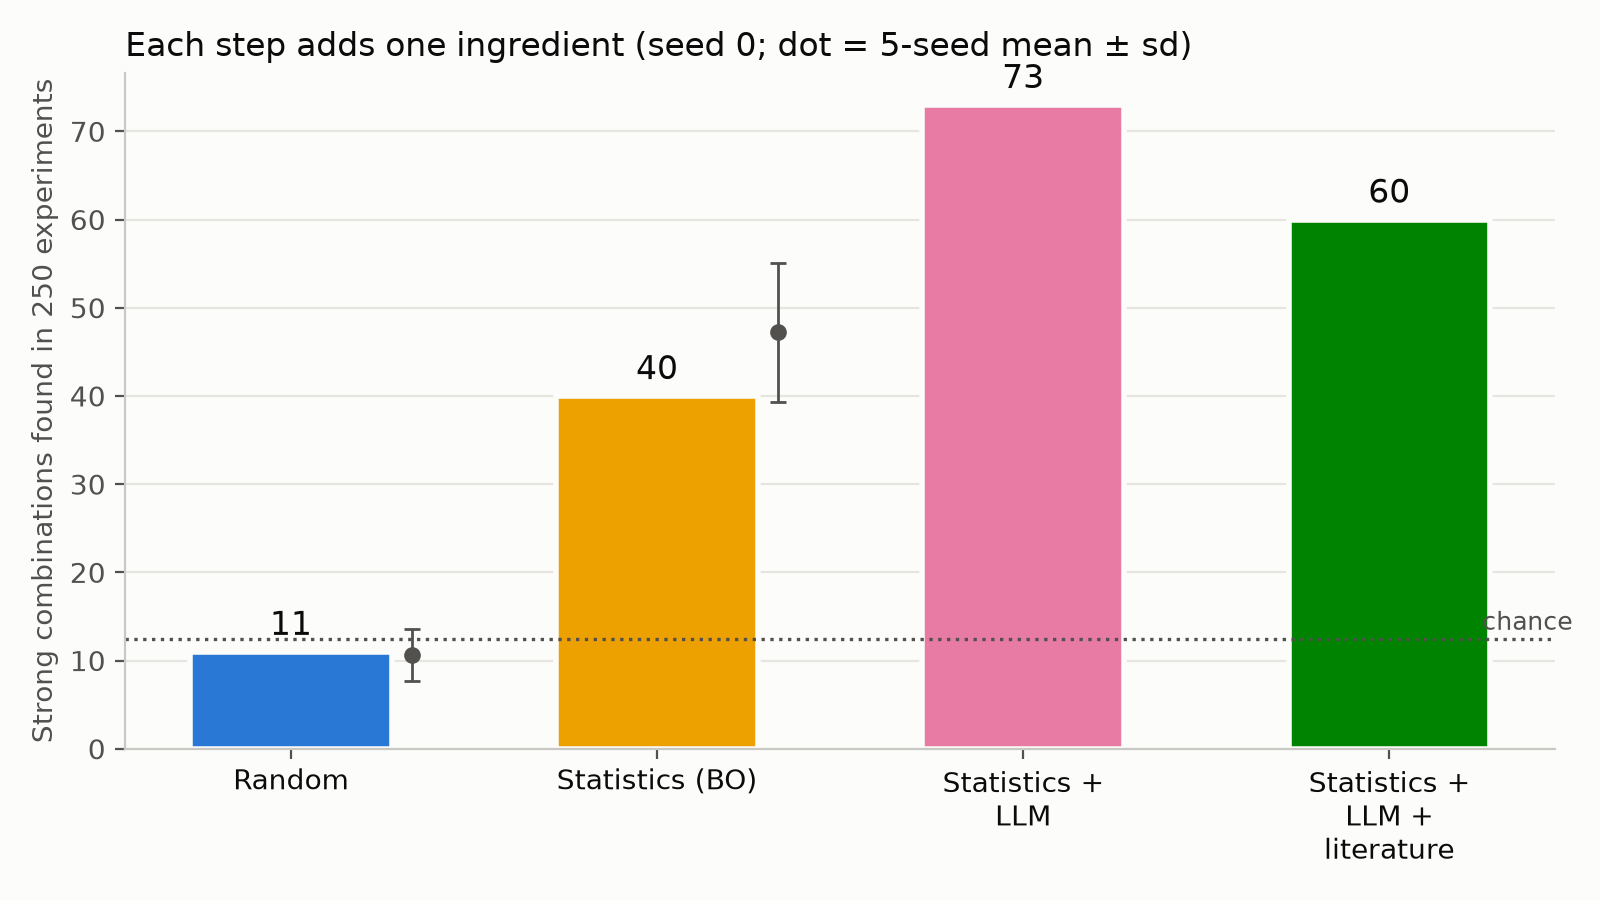 Each step adds one ingredient (seed 0; dot = 5-seed mean ± sd)
Strong combinations found in 250 experiments
70
60
50
40
30
20
10
0
11
40
73
60
chance
Random
Statistics (BO)
Statistics +
LLM
Statistics +
LLM +
literature